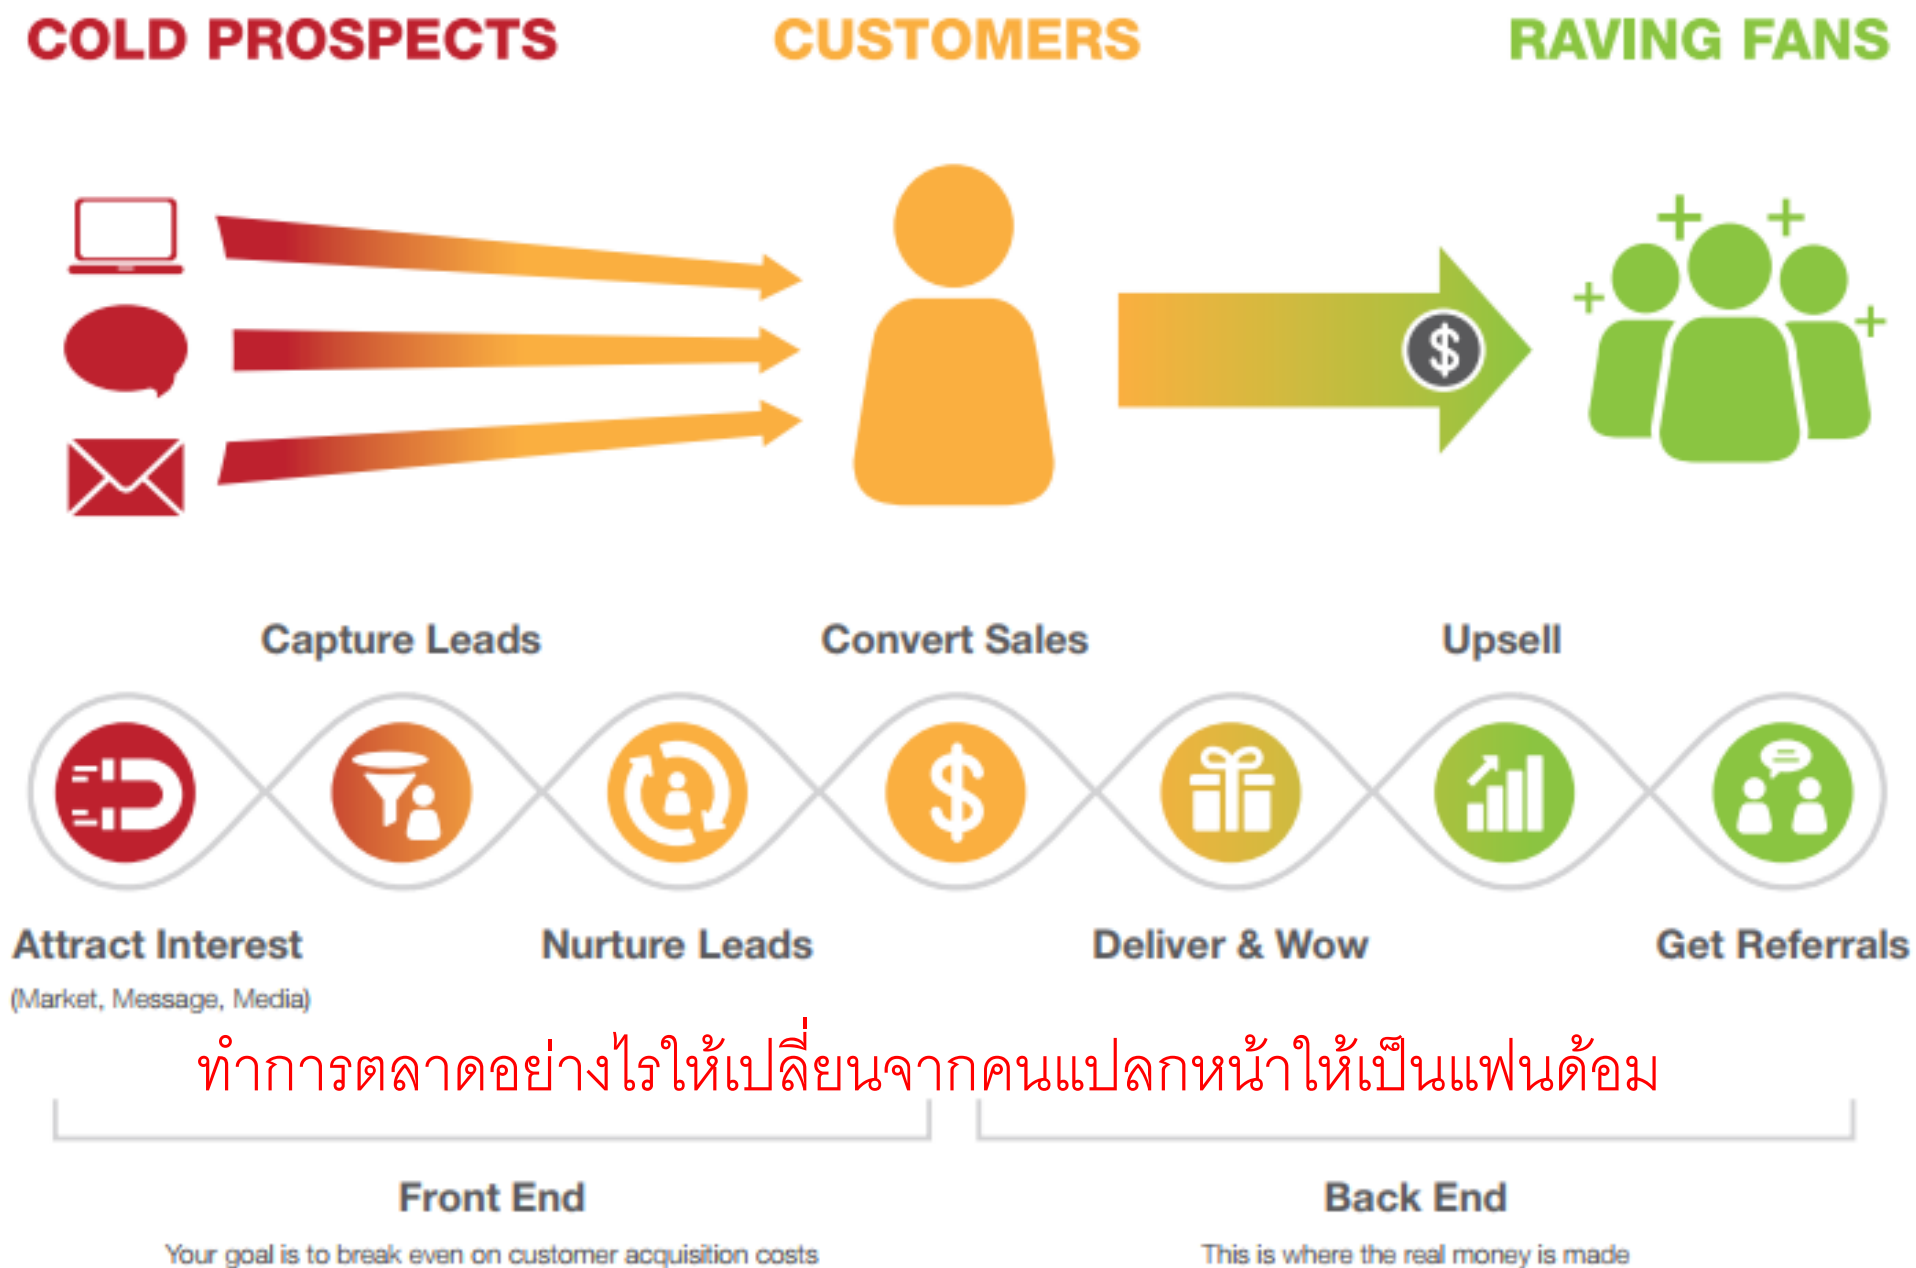 COLD PROSPECTS
CUSTOMERS
RAVING FANS
$
Capture Leads
Convert Sales
Upsell
$
Attract Interest
(Market, Message, Media)
Nurture Leads
Deliver & Wow
Get Referrals
ทำการตลาดอย่างไรให้เปลี่ยนจากคนแปลกหน้าให้เป็นแฟนด้อม
Front End
Back End
Your goal is to break even on customer acquisition costs
This is where the real money is made